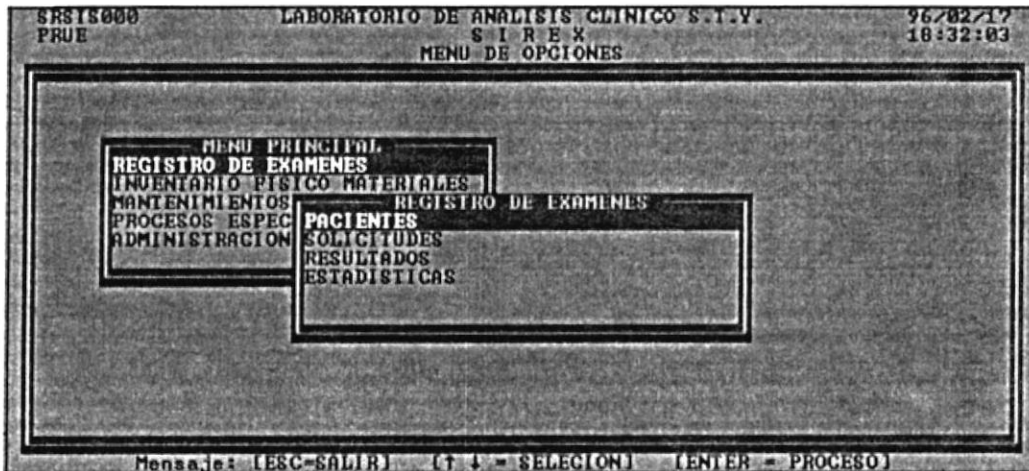 SRSIS000 LABORATORIO DE ANALISIS CLINICO S.T.Y. 96/02/17
PRUE S I R E X 18:32:03
MENU DE OPCIONES
MENU PRINCIPAL
REGISTRO DE EXAMENES
INVENTARIO FISICO MATERIALES
MANTENIMIENTOS
PROCESOS ESPEC
ADMINISTRACION
REGISTRO DE EXAMENES
PACIENTES
SOLICITUDES
RESULTADOS
ESTADISTICAS
Mensaje: [ESC=SALIR] [↑ ↓ = SELECION] [ENTER = PROCESO]